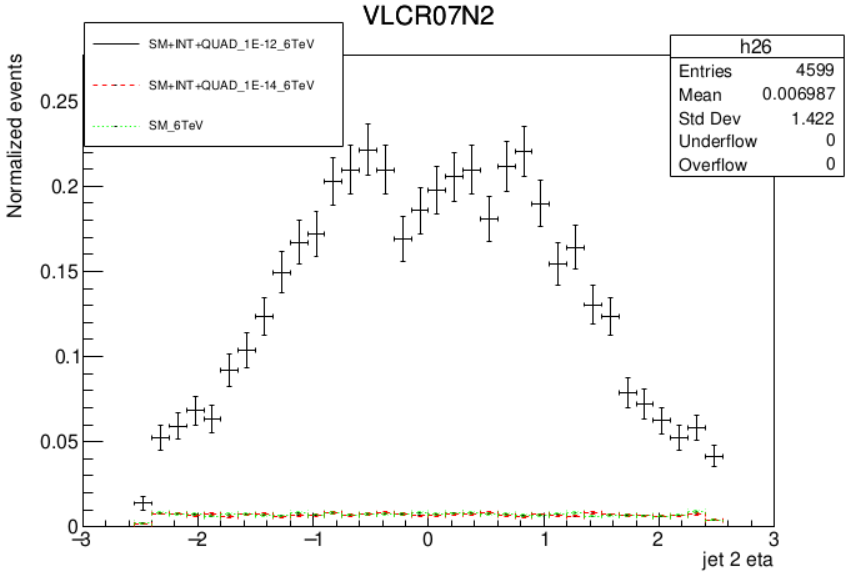 VLCR07N2
SM+INT+QUAD_1E-12_6TeV
SM+INT+QUAD_1E-14_6TeV
SM_6TeV
h26
Entries 4599
Mean 0.006987
Std Dev 1.422
Underflow 0
Overflow 0
Normalized events
0.25
0.2
0.15
0.1
0.05
0
−3 −2 −1 0 1 2 3
jet 2 eta